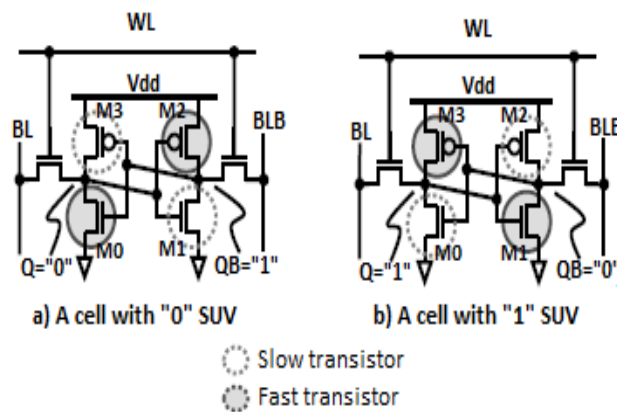 WL
Vdd
M3
M2
BL
BLB
M0
M1
Q="0"
QB="1"
a) A cell with "0" SUV
WL
Vdd
M3
M2
BL
BLB
M0
M1
Q="1"
QB="0"
b) A cell with "1" SUV
Slow transistor
Fast transistor